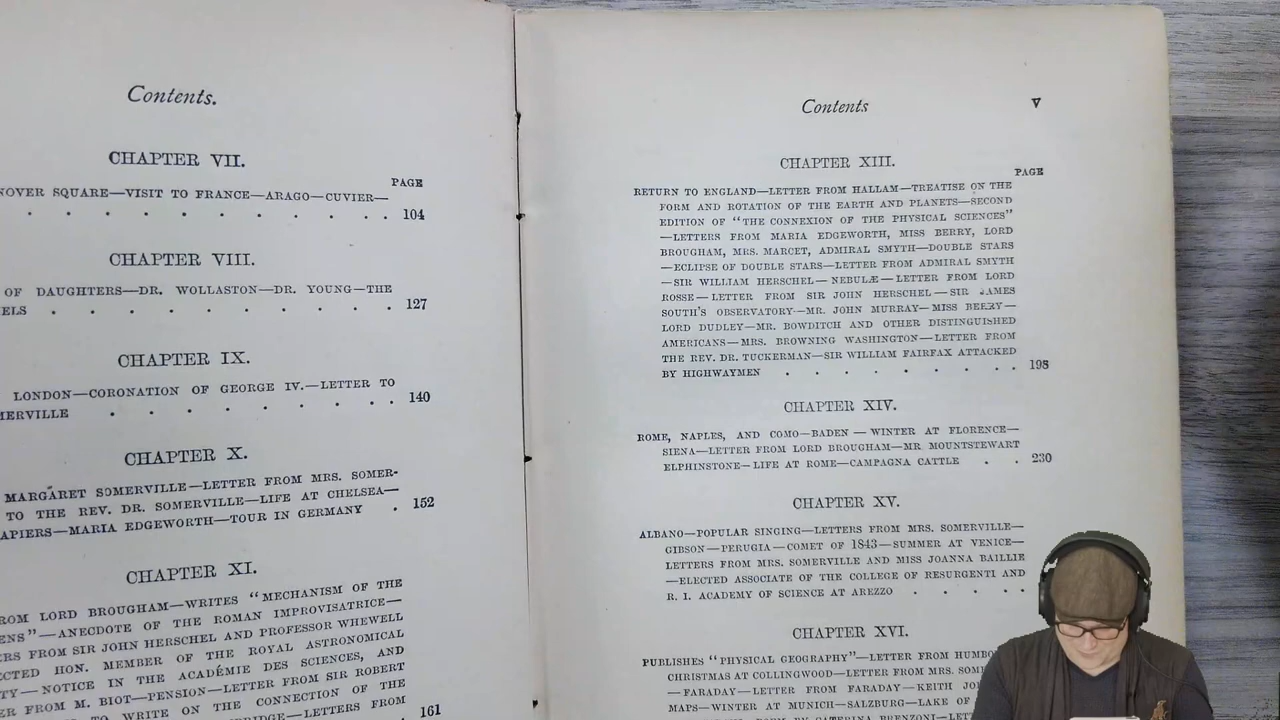 Contents.
CHAPTER VII.
PAGE
NOVER SQUARE—VISIT TO FRANCE—ARAGO—CUVIER—
. . . . . . . . . . . 104
CHAPTER VIII.
OF DAUGHTERS—DR. WOLLASTON—DR. YOUNG—THE
ELS . . . . . . . . . . 127
CHAPTER IX.
LONDON—CORONATION OF GEORGE IV.—LETTER TO
MERVILLE . . . . . . . . 140
CHAPTER X.
MARGARET SOMERVILLE—LETTER FROM MRS. SOMER-
TO THE REV. DR. SOMERVILLE—LIFE AT CHELSEA—
APIERS—MARIA EDGEWORTH—TOUR IN GERMANY . 152
CHAPTER XI.
ROM LORD BROUGHAM—WRITES "MECHANISM OF THE
ENS"—ANECDOTE OF THE ROMAN IMPROVISATRICE—
RS FROM SIR JOHN HERSCHEL AND PROFESSOR WHEWELL
CTED HON. MEMBER OF THE ROYAL ASTRONOMICAL
TY—NOTICE IN THE ACADÉMIE DES SCIENCES, AND
ER FROM M. BIOT—PENSION—LETTER FROM SIR ROBERT
TO WRITE ON THE CONNECTION OF THE
BRIDGE—LETTERS FROM
161
Contents
V
CHAPTER XIII.
PAGE
RETURN TO ENGLAND—LETTER FROM HALLAM—TREATISE ON THE
FORM AND ROTATION OF THE EARTH AND PLANETS—SECOND
EDITION OF "THE CONNEXION OF THE PHYSICAL SCIENCES"
—LETTERS FROM MARIA EDGEWORTH, MISS BERRY, LORD
BROUGHAM, MRS. MARCET, ADMIRAL SMYTH—DOUBLE STARS
—ECLIPSE OF DOUBLE STARS—LETTER FROM ADMIRAL SMYTH
—SIR WILLIAM HERSCHEL—NEBULÆ—LETTER FROM LORD
ROSSE—LETTER FROM SIR JOHN HERSCHEL—SIR JAMES
SOUTH'S OBSERVATORY—MR. JOHN MURRAY—MISS BERRY—
LORD DUDLEY—MR. BOWDITCH AND OTHER DISTINGUISHED
AMERICANS—MRS. BROWNING WASHINGTON—LETTER FROM
THE REV. DR. TUCKERMAN—SIR WILLIAM FAIRFAX ATTACKED
BY HIGHWAYMEN . . . . . . . . . 198
CHAPTER XIV.
ROME, NAPLES, AND COMO—BADEN—WINTER AT FLORENCE—
SIENA—LETTER FROM LORD BROUGHAM—MR MOUNTSTEWART
ELPHINSTONE—LIFE AT ROME—CAMPAGNA CATTLE . . 230
CHAPTER XV.
ALBANO—POPULAR SINGING—LETTERS FROM MRS. SOMERVILLE—
GIBSON—PERUGIA—COMET OF 1843—SUMMER AT VENICE—
LETTERS FROM MRS. SOMERVILLE AND MISS JOANNA BAILLIE
—ELECTED ASSOCIATE OF THE COLLEGE OF RESURGENTI AND
R. I. ACADEMY OF SCIENCE AT AREZZO . . . . .
CHAPTER XVI.
PUBLISHES "PHYSICAL GEOGRAPHY"—LETTER FROM HUMBO
CHRISTMAS AT COLLINGWOOD—LETTER FROM MRS. SOM
—FARADAY—LETTER FROM FARADAY—KEITH JO
MAPS—WINTER AT MUNICH—SALZBURG—LAKE OF
BY CATERINA BRENZONI—LET